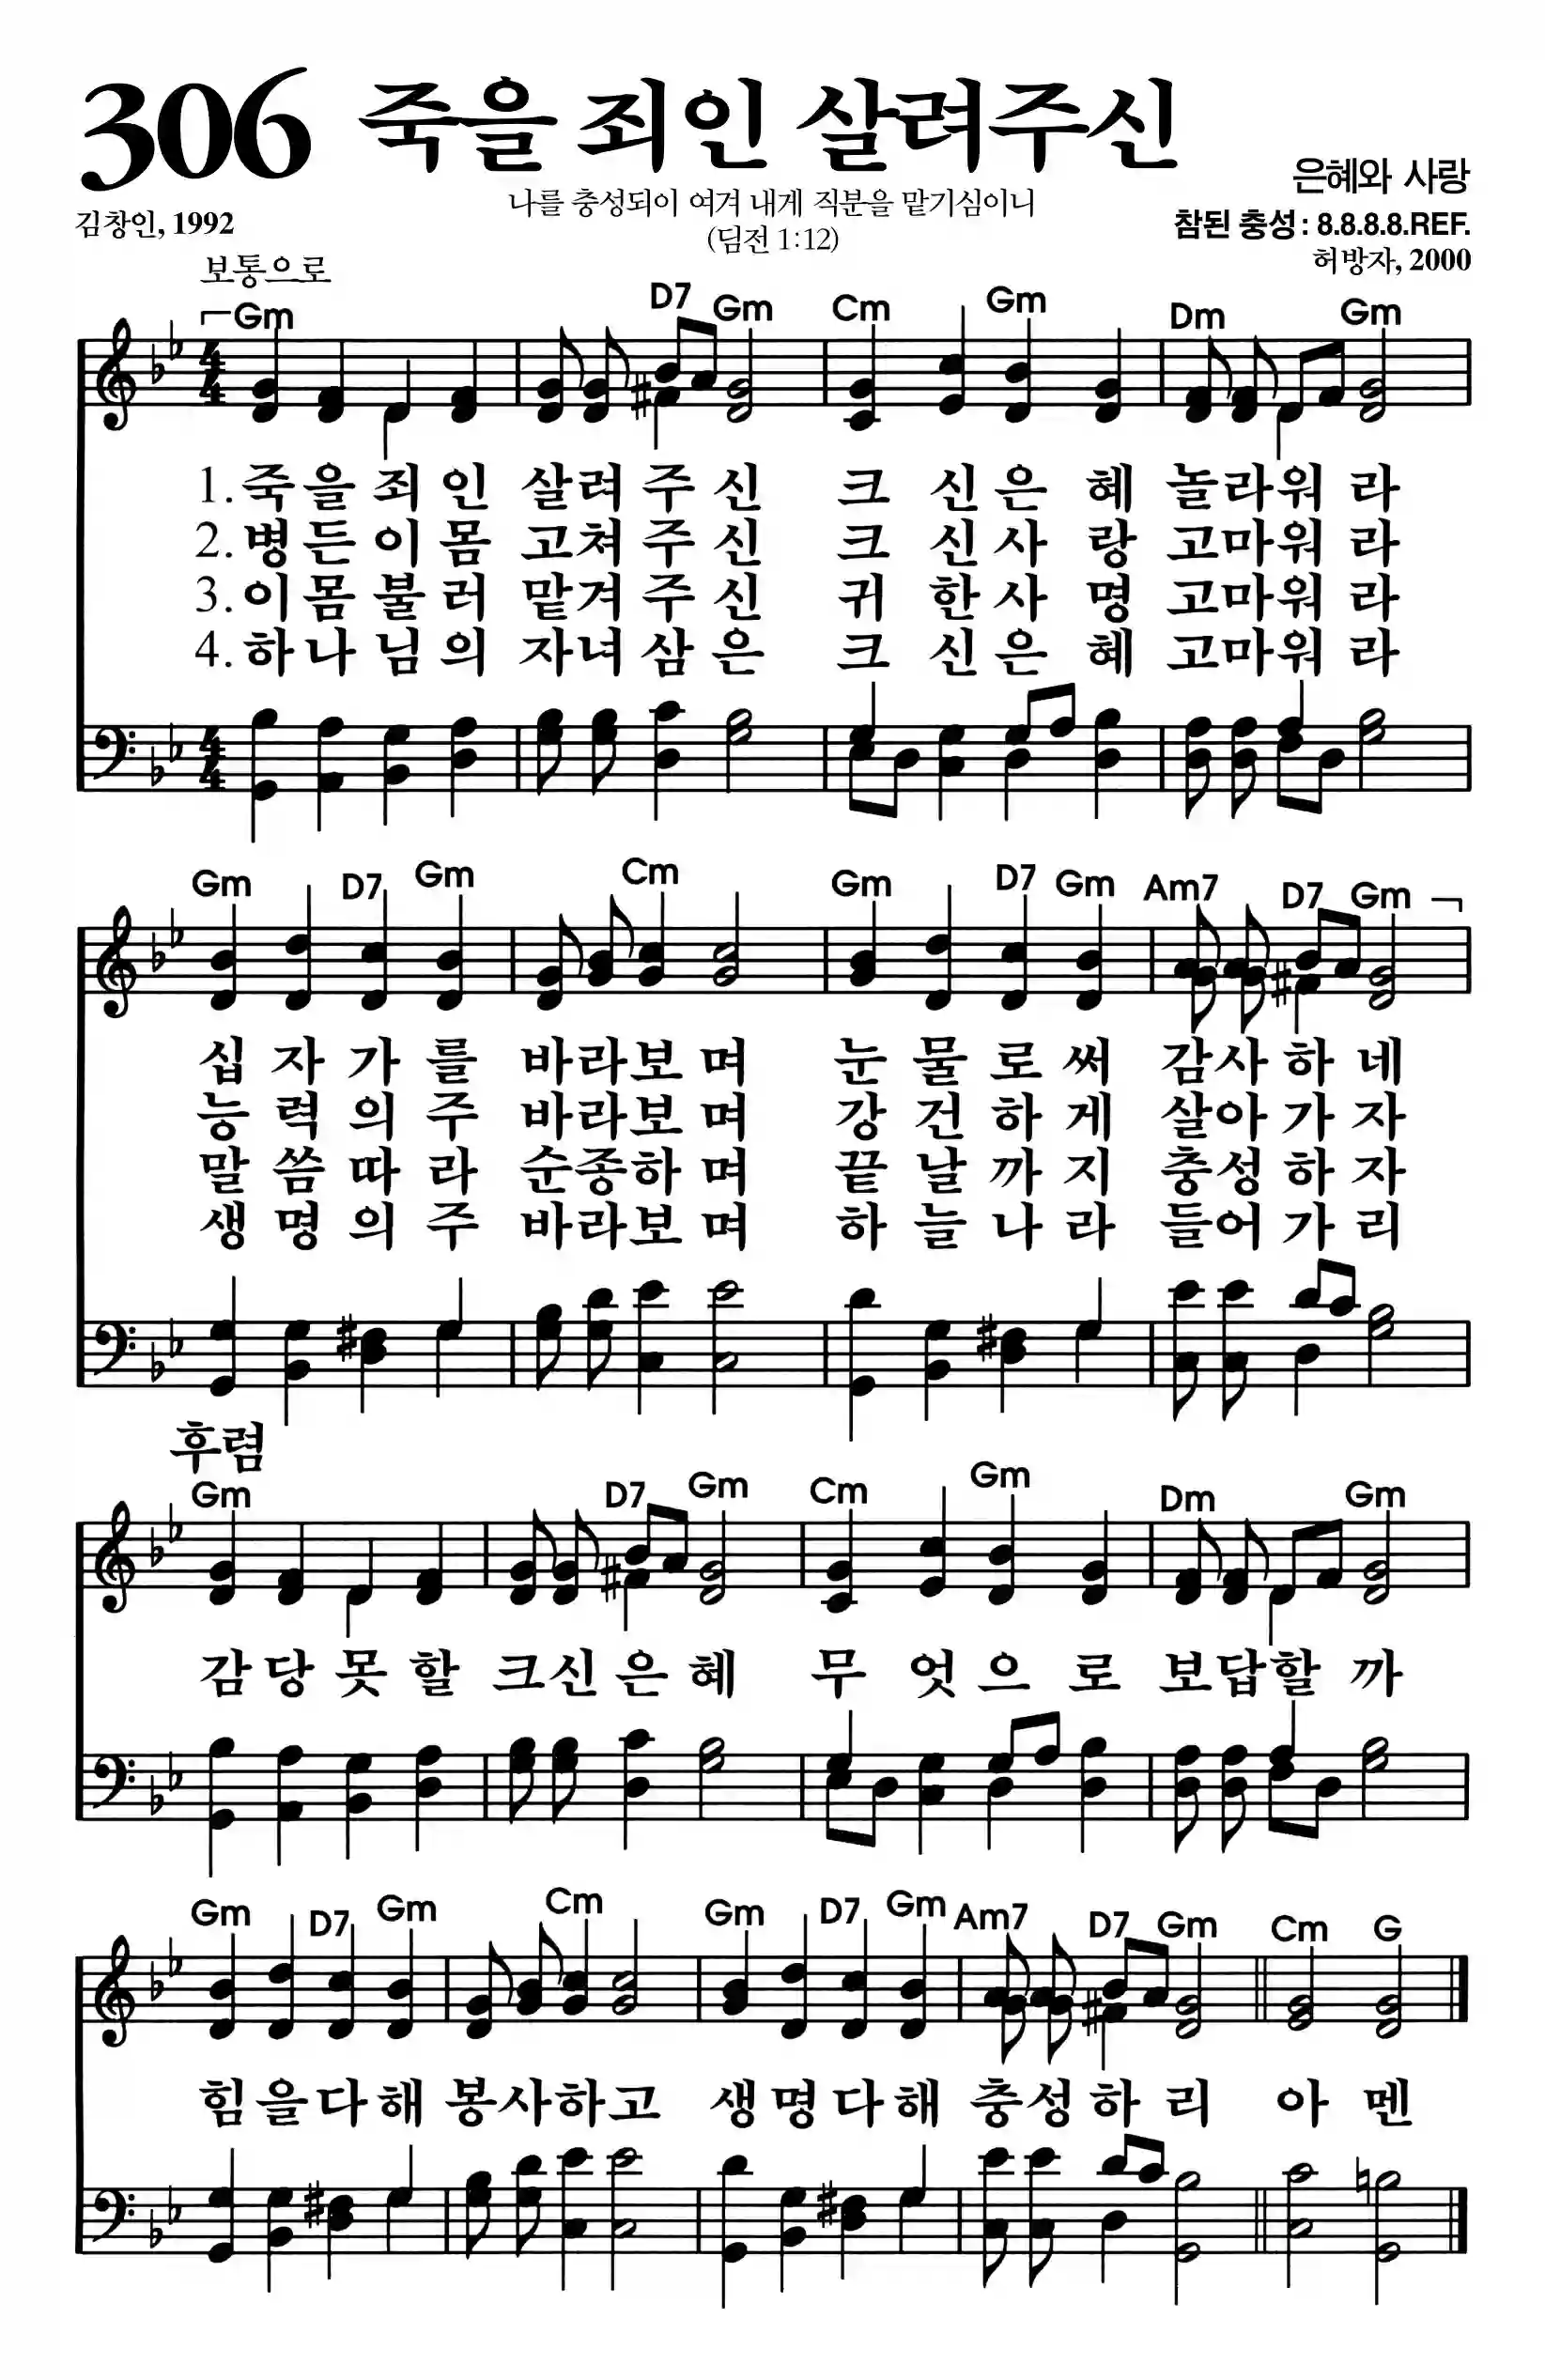 306 죽을 죄인 살려주신
은혜와 사랑
나를 충성되이 여겨 내게 직분을 맡기심이니
(딤전 1:12)
김창인, 1992
참된 충성: 8.8.8.8.REF.
허방자, 2000
보통으로
Gm D7 Gm Cm Gm Dm Gm
1. 죽을 죄인 살려 주신 크 신은 혜 놀라워 라
2. 병든 이 몸 고쳐 주신 크 신사 랑 고마워 라
3. 이몸 불러 맡겨 주신 귀 한사 명 고마워 라
4. 하나님의 자녀 삼은 크 신은 혜 고마워 라
4/4
Gm D7 Gm Cm Gm D7 Gm Am7 D7 Gm
십 자 가 를 바라보 며 눈 물 로 써 감사 하 네
능 력 의 주 바라보 며 강 건 하 게 살아 가 자
말 씀 따 라 순종하 며 끝 날 까 지 충성 하 자
생 명 의 주 바라보 며 하 늘 나 라 들어 가 리
후렴
Gm D7 Gm Cm Gm Dm Gm
감 당 못 할 크신 은 혜 무 엇 으 로 보답할 까
Gm D7 Gm Cm Gm D7 Gm Am7 D7 Gm Cm G
힘을다해 봉사하고 생명다해 충성하리 아 멘